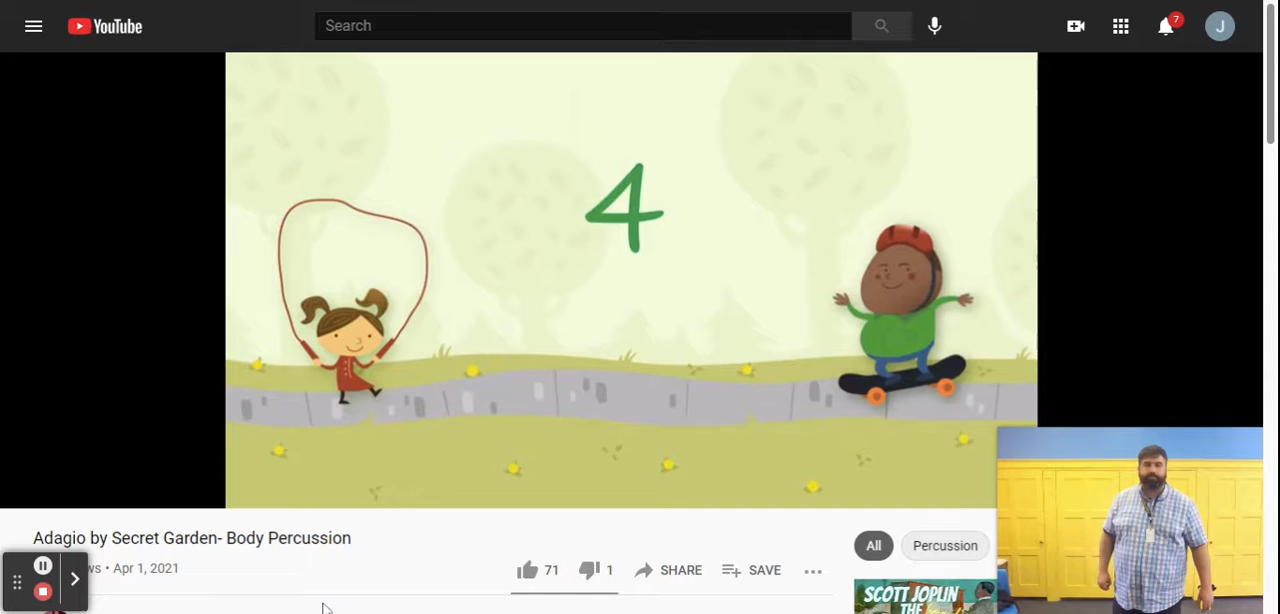 YouTube
Search
7
J
4
Adagio by Secret Garden- Body Percussion
ws • Apr 1, 2021
71
1
SHARE
SAVE
All
Percussion
SCOTT JOPLIN
THE